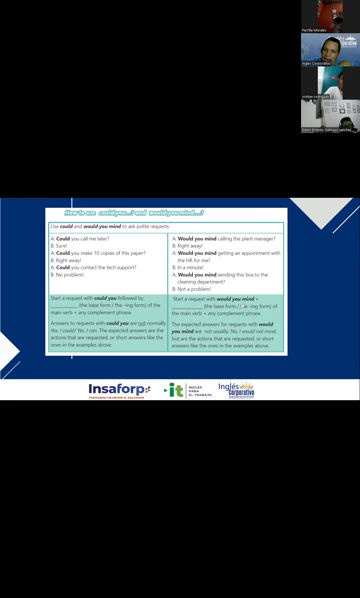 Inglés Corporativo
How to use could you...? and would you mind...?
Use could and would you mind to ask polite requests.
A: Could you call me later?
B: Sure!
A: Could you make 10 copies of this paper?
B: Right away!
A: Could you contact the tech support?
B: No problem!
A: Would you mind calling the plant manager?
B: Right away!
A: Would you mind getting an appointment with
the HR for me?
B: In a minute!
A: Would you mind sending this box to the
cleaning department?
B: Not a problem!
Start a request with could you followed by
__________ (the base form / the -ing form) of the
main verb + any complement phrase.
Answers to requests with could you are not normally
Yes, I could/ Yes, I can. The expected answers are the
actions that are requested, or short answers like the
ones in the examples above.
Start a request with would you mind +
____________ (the base form / the -ing form) of
the main verb + any complement phrase.
The expected answers for requests with would
you mind are not usually, No, I would not mind,
but are the actions that are requested, or short
answers like the ones in the examples above.
Insaforp
it
INGLÉS
PARA
EL TRABAJO
Inglés
Corporativo